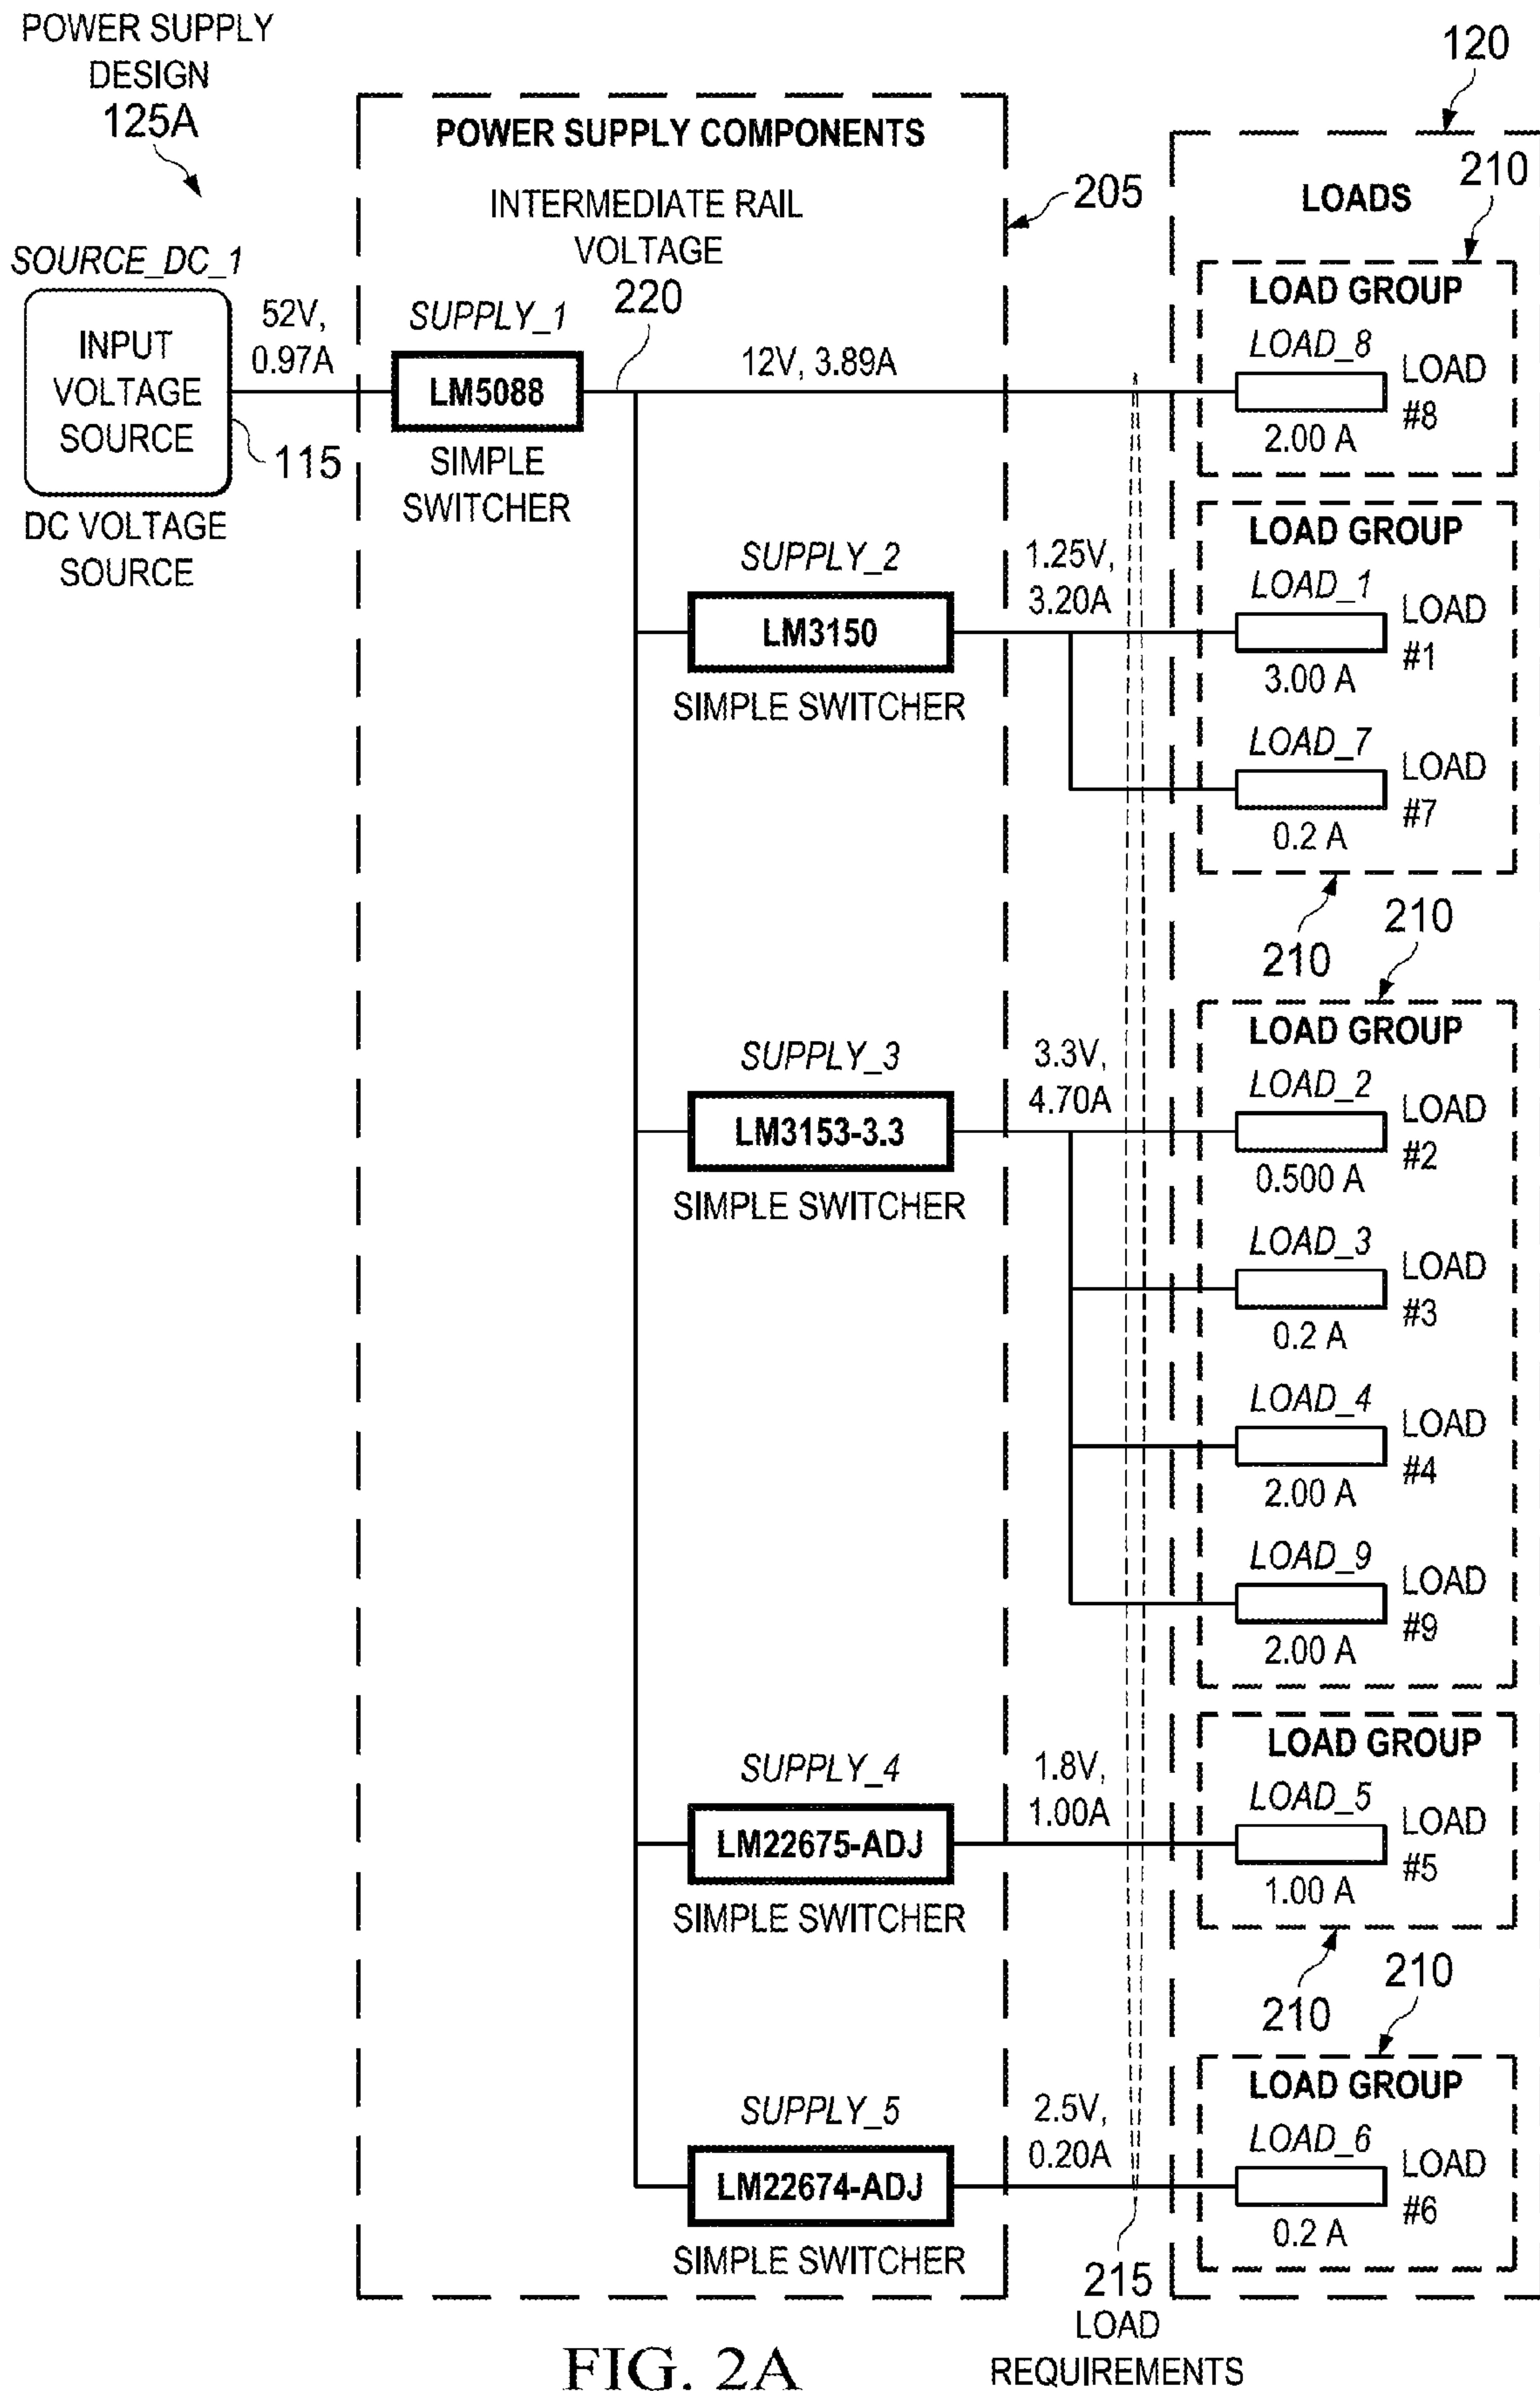 POWER SUPPLY
DESIGN
125A
120
POWER SUPPLY COMPONENTS
210
205
LOADS
INTERMEDIATE RAIL
VOLTAGE
220
SOURCE_DC_1
INPUT
VOLTAGE
SOURCE
115
DC VOLTAGE
SOURCE
52V,
0.97A
SUPPLY_1
LM5088
SIMPLE
SWITCHER
12V, 3.89A
LOAD GROUP
LOAD_8
LOAD
#8
2.00 A
SUPPLY_2
LM3150
SIMPLE SWITCHER
1.25V,
3.20A
LOAD GROUP
LOAD_1
LOAD
#1
3.00 A
LOAD_7
LOAD
#7
0.2 A
210
210
SUPPLY_3
LM3153-3.3
SIMPLE SWITCHER
3.3V,
4.70A
LOAD GROUP
LOAD_2
LOAD
#2
0.500 A
LOAD_3
LOAD
#3
0.2 A
LOAD_4
LOAD
#4
2.00 A
LOAD_9
LOAD
#9
2.00 A
SUPPLY_4
LM22675-ADJ
SIMPLE SWITCHER
1.8V,
1.00A
LOAD GROUP
LOAD_5
LOAD
#5
1.00 A
210
210
SUPPLY_5
LM22674-ADJ
SIMPLE SWITCHER
2.5V,
0.20A
LOAD GROUP
LOAD_6
LOAD
#6
0.2 A
215
LOAD
REQUIREMENTS
FIG. 2A